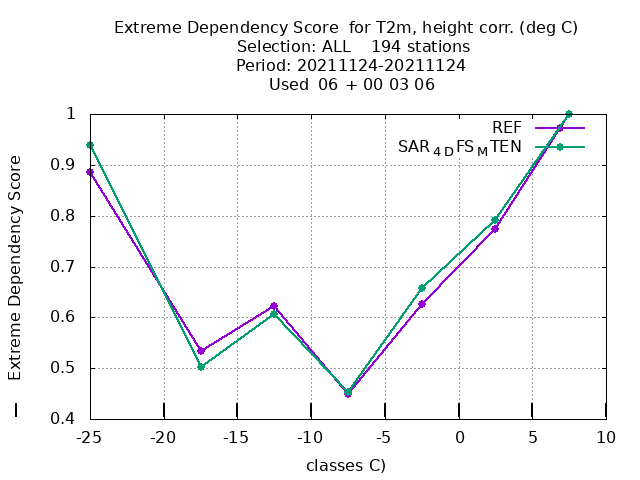 Extreme Dependency Score  for T2m, height corr. (deg C)
Selection: ALL    194 stations
Period: 20211124-20211124
Used  06 + 00 03 06
Extreme Dependency Score
1
0.9
0.8
0.7
0.6
0.5
0.4
REF
SAR4DFSMTEN
-25
-20
-15
-10
-5
0
5
10
classes C)